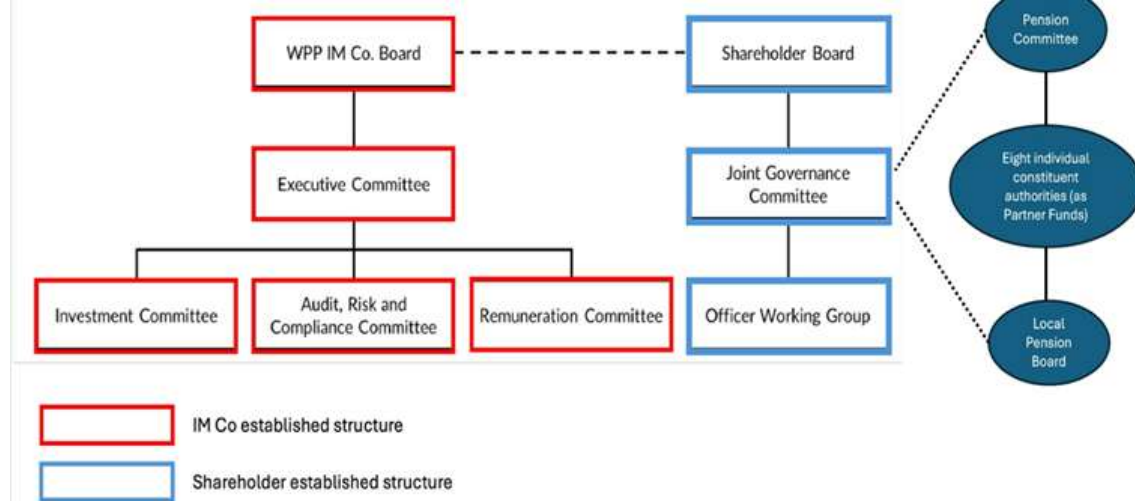 WPP IM Co. Board
Shareholder Board
Pension
Committee
Executive Committee
Joint Governance
Committee
Eight individual
constituent
authorities (as
Partner Funds)
Investment Committee
Audit, Risk and
Compliance Committee
Remuneration Committee
Officer Working Group
Local
Pension
Board
IM Co established structure
Shareholder established structure